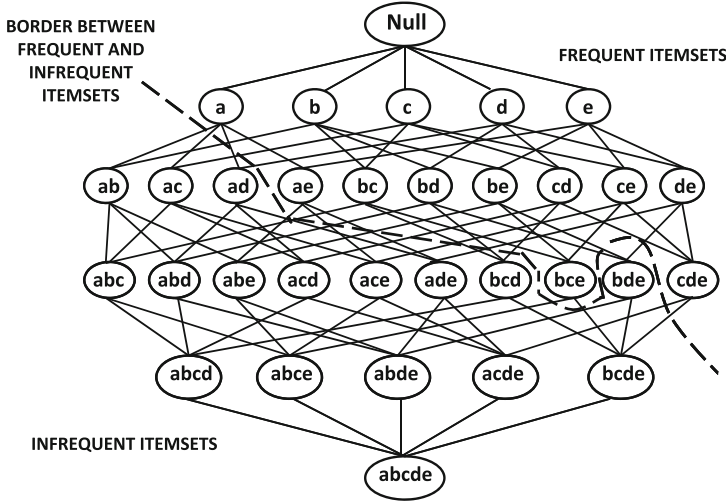 Null
BORDER BETWEEN
FREQUENT AND
INFREQUENT
ITEMSETS
FREQUENT ITEMSETS
a b c d e
ab ac ad ae bc bd be cd ce de
abc abd abe acd ace ade bcd bce bde cde
abcd abce abde acde bcde
INFREQUENT ITEMSETS
abcde